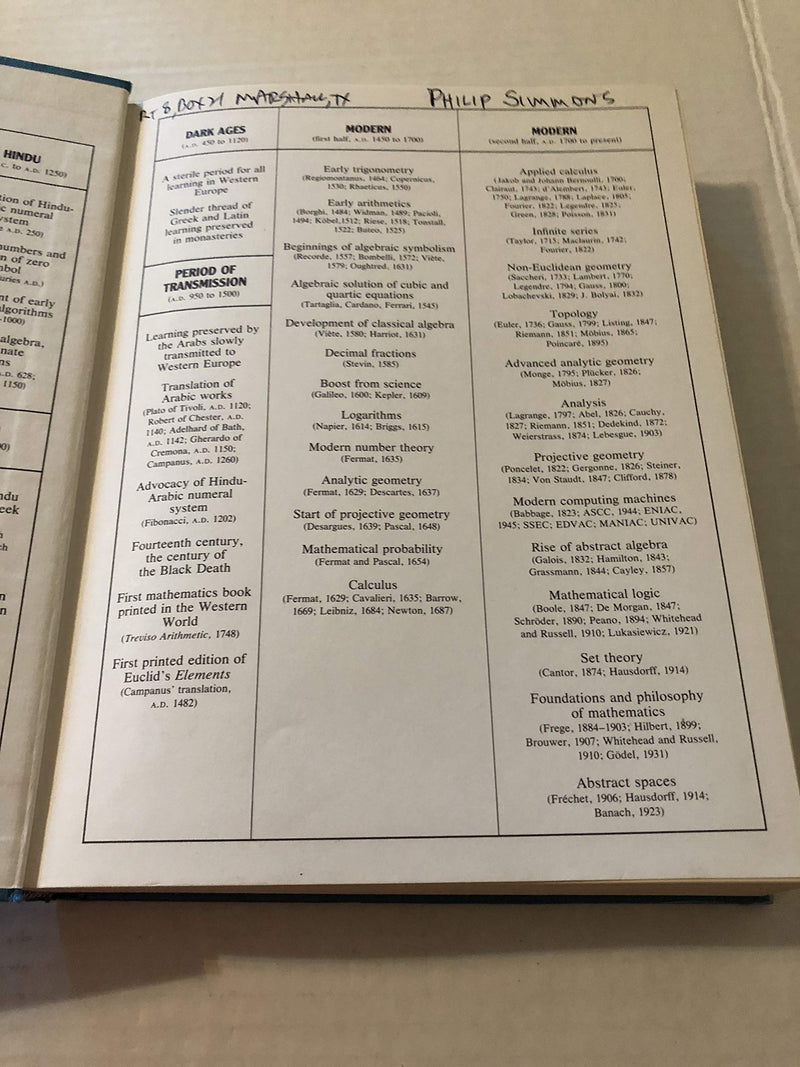 RT 8, BOX 71 MARSHALL, TX
PHILIP SIMMONS
HINDU
C. to A.D. 1250)
tion of Hindu-
numeral
A.D. 250)
numbers and
n of zero
A.D.)
nt of early
lgorithms
-1000)
algebra,
nate
A.D. 628;
1150)
DARK AGES
(A.D. 450 to 1120)
A sterile period for all
learning in Western
Europe
Slender thread of
Greek and Latin
learning preserved
in monasteries
PERIOD OF
TRANSMISSION
(A.D. 950 to 1500)
Learning preserved by
the Arabs slowly
transmitted to
Western Europe
Translation of
Arabic works
(Plato of Tivoli, A.D. 1120;
Robert of Chester, A.D.
1140; Adelhard of Bath,
A.D. 1142; Gherardo of
Cremona, A.D. 1150;
Campanus, A.D. 1260)
Advocacy of Hindu-
Arabic numeral
system
(Fibonacci, A.D. 1202)
Fourteenth century,
the century of
the Black Death
First mathematics book
printed in the Western
World
(Treviso Arithmetic, 1748)
First printed edition of
Euclid's Elements
(Campanus' translation,
A.D. 1482)
MODERN
(first half, A.D. 1450 to 1700)
Early trigonometry
(Regiomontanus, 1464; Copernicus,
1530; Rhaeticus, 1550)
Early arithmetics
(Borghi, 1484; Widman, 1489; Pacioli,
1494; Köbel,1512; Riese, 1518; Tonstall,
1522; Buteo, 1525)
Beginnings of algebraic symbolism
(Recorde, 1557; Bombelli, 1572; Viète,
1579; Oughtred, 1631)
Algebraic solution of cubic and
quartic equations
(Tartaglia, Cardano, Ferrari, 1545)
Development of classical algebra
(Viète, 1580; Harriot, 1631)
Decimal fractions
(Stevin, 1585)
Boost from science
(Galileo, 1600; Kepler, 1609)
Logarithms
(Napier, 1614; Briggs, 1615)
Modern number theory
(Fermat, 1635)
Analytic geometry
(Fermat, 1629; Descartes, 1637)
Start of projective geometry
(Desargues, 1639; Pascal, 1648)
Mathematical probability
(Fermat and Pascal, 1654)
Calculus
(Fermat, 1629; Cavalieri, 1635; Barrow,
1669; Leibniz, 1684; Newton, 1687)
MODERN
(second half, A.D. 1700 to present)
Applied calculus
(Jakob and Johann Bernoulli, 1700;
Clairaut, 1743; d'Alembert, 1743; Euler,
1750; Lagrange, 1788; Laplace, 1805;
Fourier, 1822; Legendre, 1825;
Green, 1828; Poisson, 1831)
Infinite series
(Taylor, 1715; Maclaurin, 1742;
Fourier, 1822)
Non-Euclidean geometry
(Saccheri, 1733; Lambert, 1770;
Legendre, 1794; Gauss, 1800;
Lobachevski, 1829; J. Bolyai, 1832)
Topology
(Euler, 1736; Gauss, 1799; Listing, 1847;
Riemann, 1851; Möbius, 1865;
Poincaré, 1895)
Advanced analytic geometry
(Monge, 1795; Plücker, 1826;
Möbius, 1827)
Analysis
(Lagrange, 1797; Abel, 1826; Cauchy,
1827; Riemann, 1851; Dedekind, 1872;
Weierstrass, 1874; Lebesgue, 1903)
Projective geometry
(Poncelet, 1822; Gergonne, 1826; Steiner,
1834; Von Staudt, 1847; Clifford, 1878)
Modern computing machines
(Babbage, 1823; ASCC, 1944; ENIAC,
1945; SSEC; EDVAC; MANIAC; UNIVAC)
Rise of abstract algebra
(Galois, 1832; Hamilton, 1843;
Grassmann, 1844; Cayley, 1857)
Mathematical logic
(Boole, 1847; De Morgan, 1847;
Schröder, 1890; Peano, 1894; Whitehead
and Russell, 1910; Lukasiewicz, 1921)
Set theory
(Cantor, 1874; Hausdorff, 1914)
Foundations and philosophy
of mathematics
(Frege, 1884–1903; Hilbert, 1899;
Brouwer, 1907; Whitehead and Russell,
1910; Gödel, 1931)
Abstract spaces
(Fréchet, 1906; Hausdorff, 1914;
Banach, 1923)